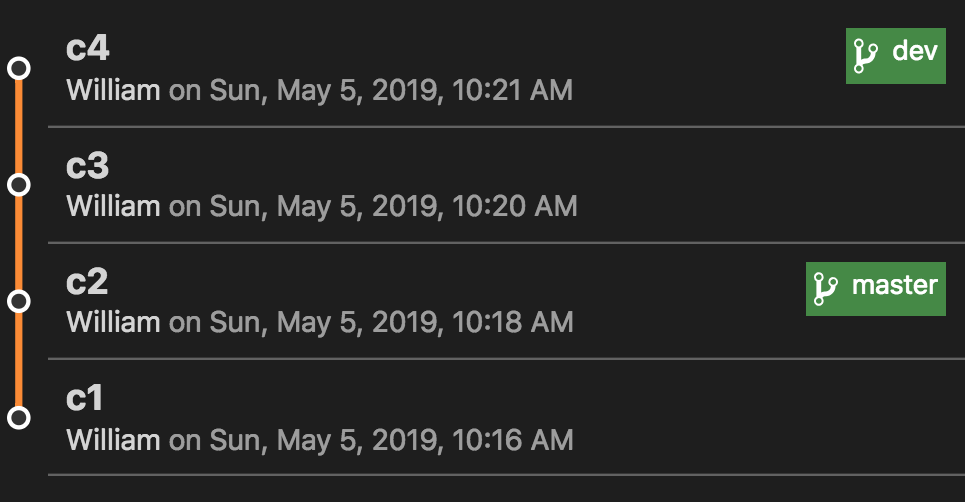 c4
dev
William on Sun, May 5, 2019, 10:21 AM
c3
William on Sun, May 5, 2019, 10:20 AM
c2
master
William on Sun, May 5, 2019, 10:18 AM
c1
William on Sun, May 5, 2019, 10:16 AM